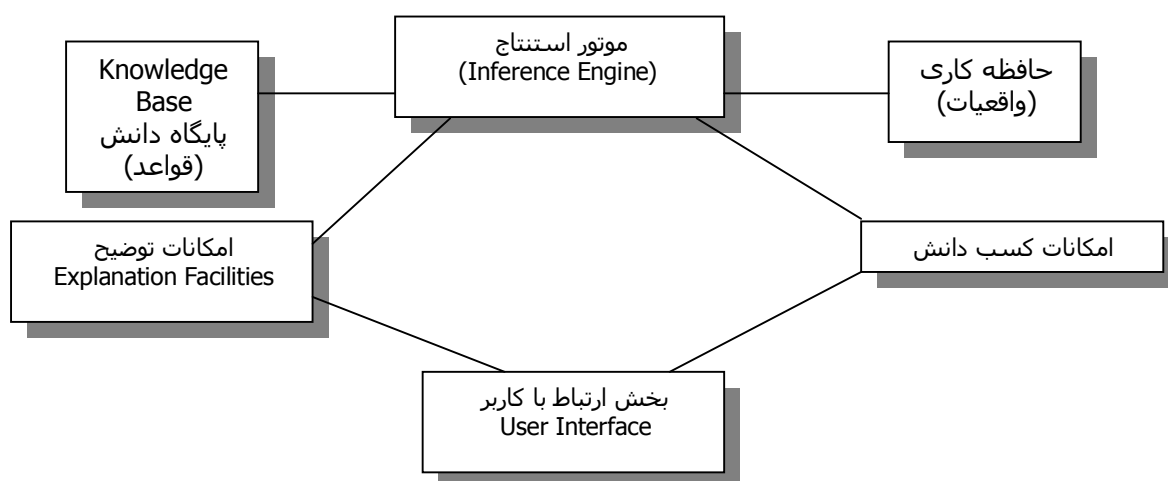 موتور استنتاج
(Inference Engine)
Knowledge
Base
پایگاه دانش
(قواعد)
حافظه کاری
(واقعیات)
امکانات توضیح
Explanation Facilities
امکانات کسب دانش
بخش ارتباط با کاربر
User Interface